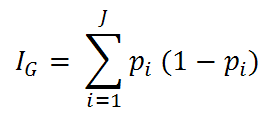 I_G = \sum_{i=1}^{J} p_i (1 − p_i)